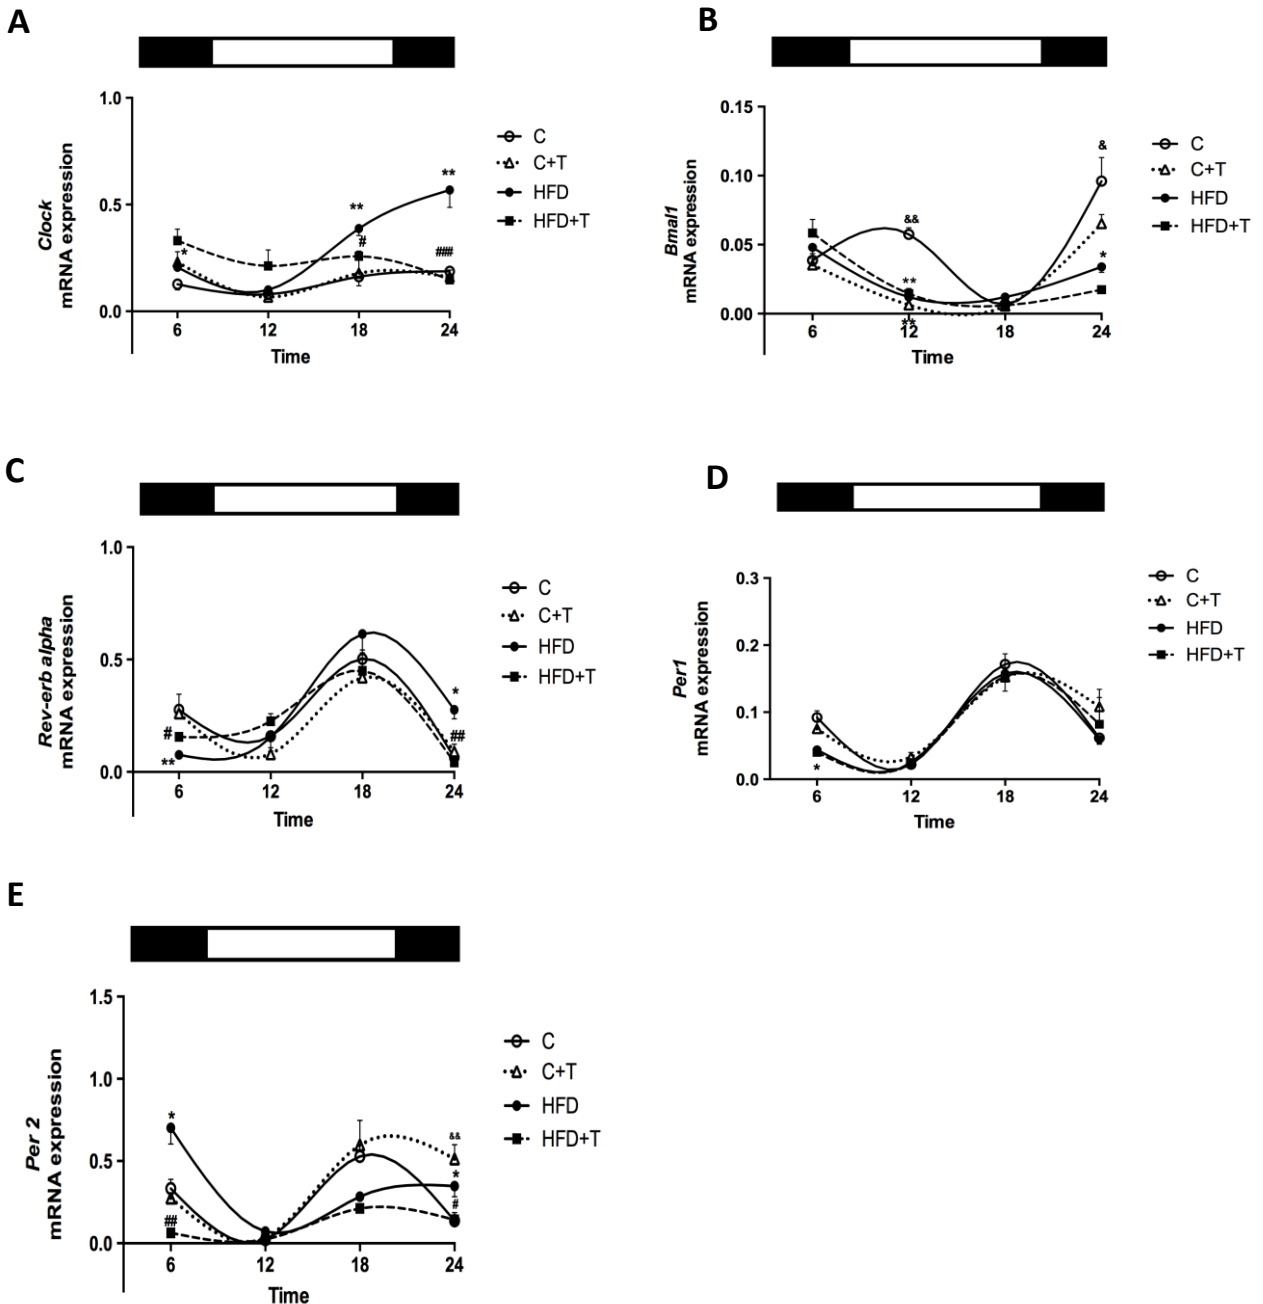 A
1.0
0.5
0.0
Clock
mRNA expression
**
**
*
#
###
6
12
18
24
Time
C
C+T
HFD
HFD+T
B
0.15
0.10
0.05
0.00
Bmal1
mRNA expression
&
&&
*
**
**
6
12
18
24
Time
C
C+T
HFD
HFD+T
C
1.0
0.5
0.0
Rev-erb alpha
mRNA expression
*
#
##
**
6
12
18
24
Time
C
C+T
HFD
HFD+T
D
0.3
0.2
0.1
0.0
Per1
mRNA expression
*
6
12
18
24
Time
C
C+T
HFD
HFD+T
E
1.5
1.0
0.5
0.0
Per 2
mRNA expression
*
&&
*
#
##
6
12
18
24
Time
C
C+T
HFD
HFD+T